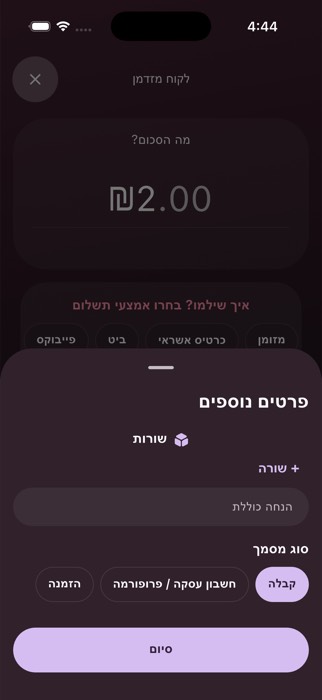 4:44
לקוח מזדמן
מה הסכום?
₪2.00
איך שילמו? בחרו אמצעי תשלום
מזומן כרטיס אשראי ביט פייבוקס
פרטים נוספים
שורות
+ שורה
הנחה כוללת
סוג מסמך
קבלה חשבון עסקה / פרופורמה הזמנה
סיום